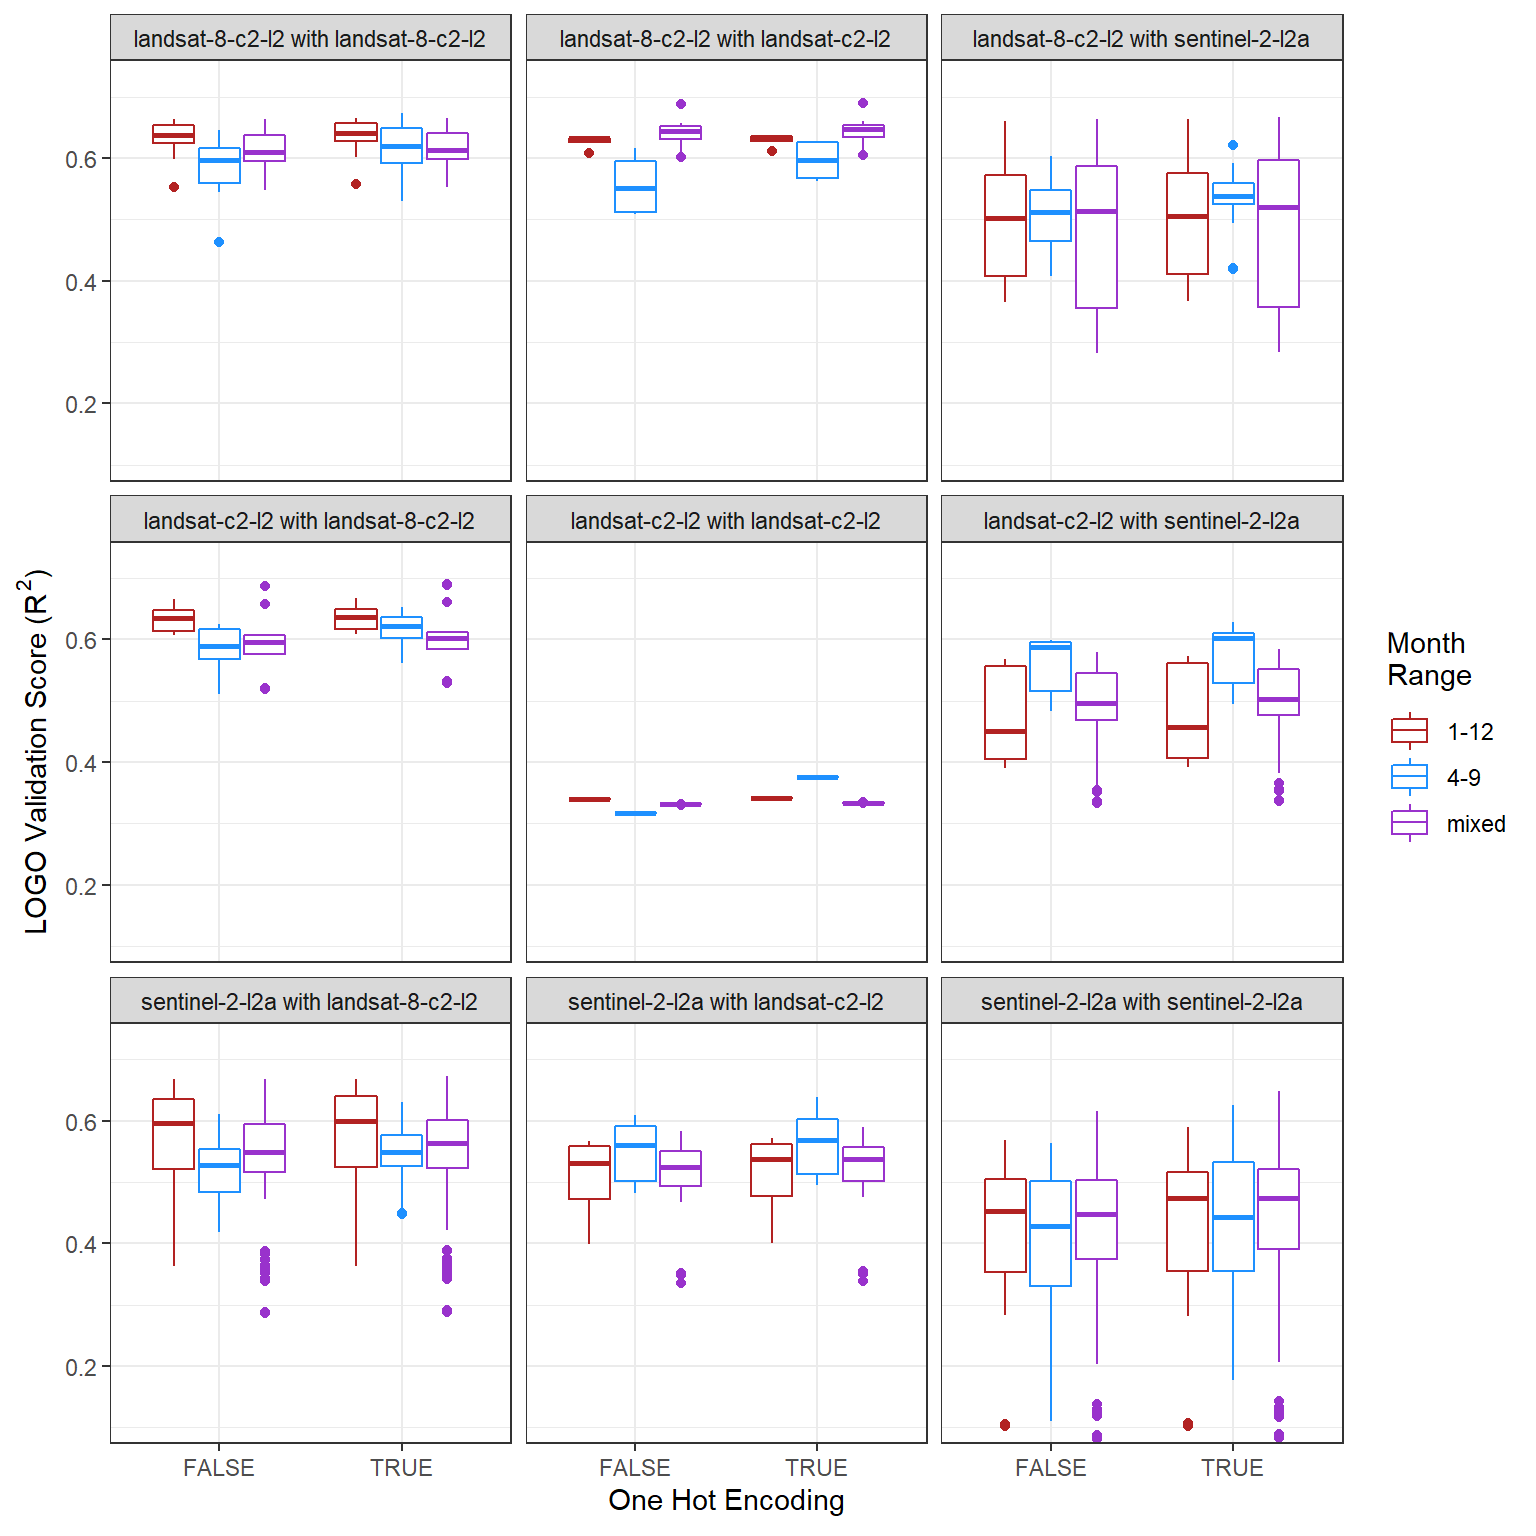 landsat-8-c2-l2 with landsat-8-c2-l2
landsat-8-c2-l2 with landsat-c2-l2
landsat-8-c2-l2 with sentinel-2-l2a
0.6
0.4
0.2
landsat-c2-l2 with landsat-8-c2-l2
landsat-c2-l2 with landsat-c2-l2
landsat-c2-l2 with sentinel-2-l2a
0.6
0.4
0.2
sentinel-2-l2a with landsat-8-c2-l2
sentinel-2-l2a with landsat-c2-l2
sentinel-2-l2a with sentinel-2-l2a
0.6
0.4
0.2
FALSE
TRUE
FALSE
TRUE
FALSE
TRUE
One Hot Encoding
LOGO Validation Score (R²)
Month
Range
1-12
4-9
mixed